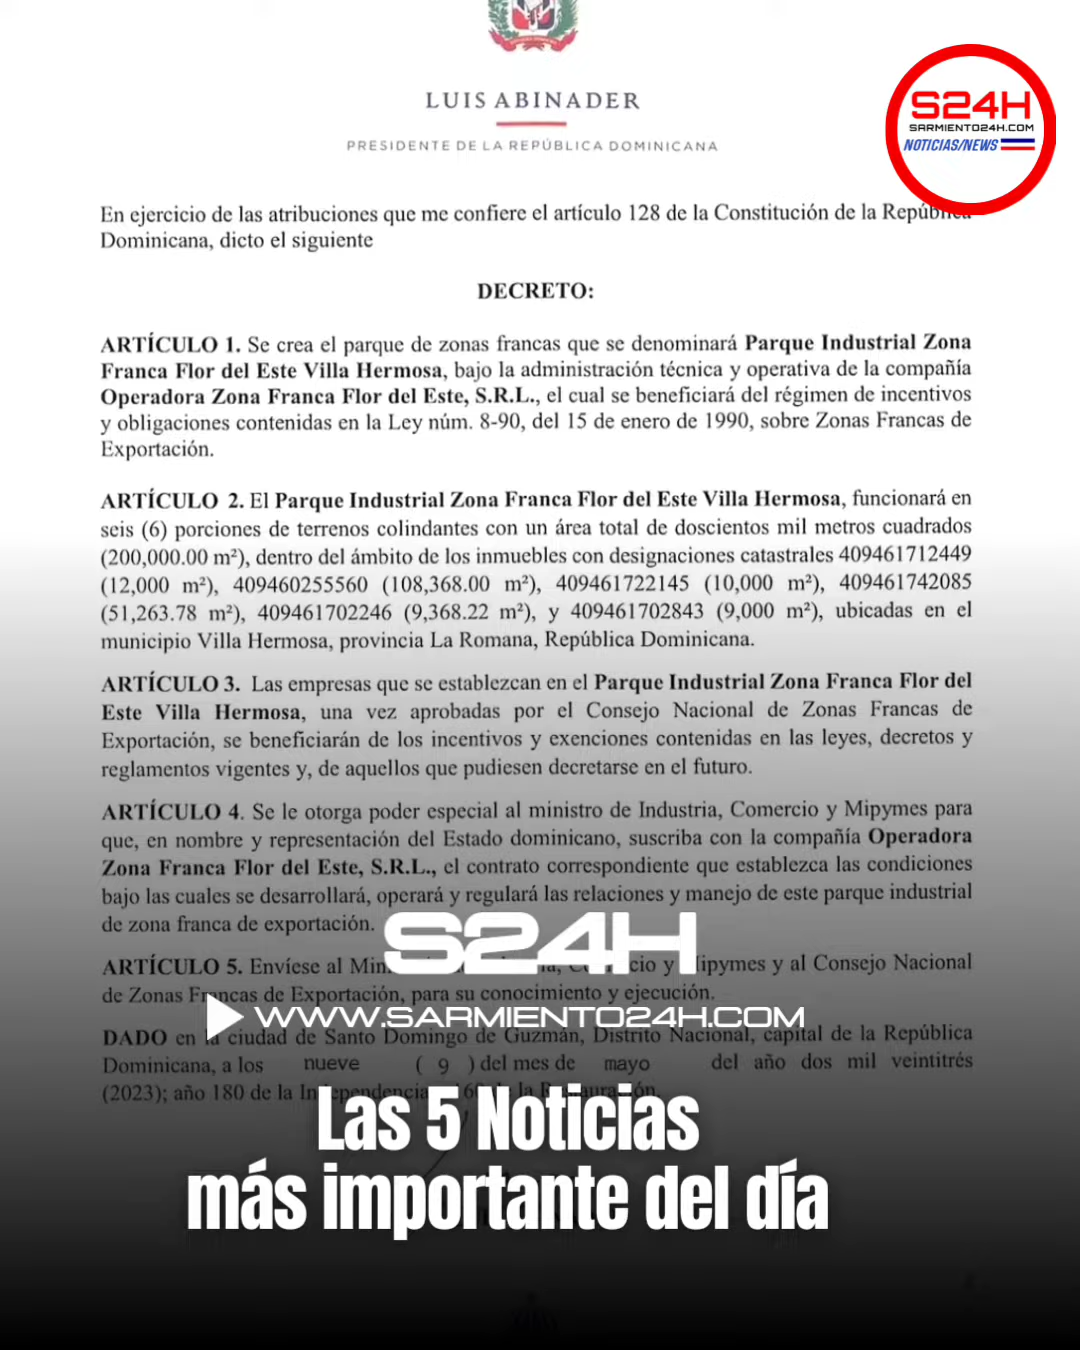 LUIS ABINADER
PRESIDENTE DE LA REPÚBLICA DOMINICANA
S24H
SARMIENTO24H.COM
NOTICIAS/NEWS
En ejercicio de las atribuciones que me confiere el artículo 128 de la Constitución de la República
Dominicana, dicto el siguiente
DECRETO:
ARTÍCULO 1. Se crea el parque de zonas francas que se denominará Parque Industrial Zona
Franca Flor del Este Villa Hermosa, bajo la administración técnica y operativa de la compañía
Operadora Zona Franca Flor del Este, S.R.L., el cual se beneficiará del régimen de incentivos
y obligaciones contenidas en la Ley núm. 8-90, del 15 de enero de 1990, sobre Zonas Francas de
Exportación.
ARTÍCULO 2. El Parque Industrial Zona Franca Flor del Este Villa Hermosa, funcionará en
seis (6) porciones de terrenos colindantes con un área total de doscientos mil metros cuadrados
(200,000.00 m²), dentro del ámbito de los inmuebles con designaciones catastrales 409461712449
(12,000 m²), 409460255560 (108,368.00 m²), 409461722145 (10,000 m²), 409461742085
(51,263.78 m²), 409461702246 (9,368.22 m²), y 409461702843 (9,000 m²), ubicadas en el
municipio Villa Hermosa, provincia La Romana, República Dominicana.
ARTÍCULO 3. Las empresas que se establezcan en el Parque Industrial Zona Franca Flor del
Este Villa Hermosa, una vez aprobadas por el Consejo Nacional de Zonas Francas de
Exportación, se beneficiarán de los incentivos y exenciones contenidas en las leyes, decretos y
reglamentos vigentes y, de aquellos que pudiesen decretarse en el futuro.
ARTÍCULO 4. Se le otorga poder especial al ministro de Industria, Comercio y Mipymes para
que, en nombre y representación del Estado dominicano, suscriba con la compañía Operadora
Zona Franca Flor del Este, S.R.L., el contrato correspondiente que establezca las condiciones
bajo las cuales se desarrollará, operará y regulará las relaciones y manejo de este parque industrial
de zona franca de exportación.
S24H
ARTÍCULO 5. Envíese al y Mipymes y al Consejo Nacional
de Zonas Francas de Exportación, para su conocimiento y ejecución.
WWW.SARMIENTO24H.COM
DADO en la ciudad de Santo Domingo de Guzmán, Distrito Nacional, capital de la República
Dominicana, a los nueve ( 9 ) del mes de mayo del año dos mil veintitrés
(2023); año 180 de la Independencia de la Restauración.
Las 5 Noticias
más importante del día